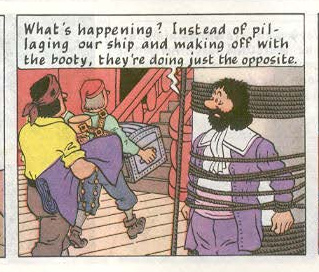 What's happening? Instead of pil-
laging our ship and making off with
the booty, they're doing just the opposite.